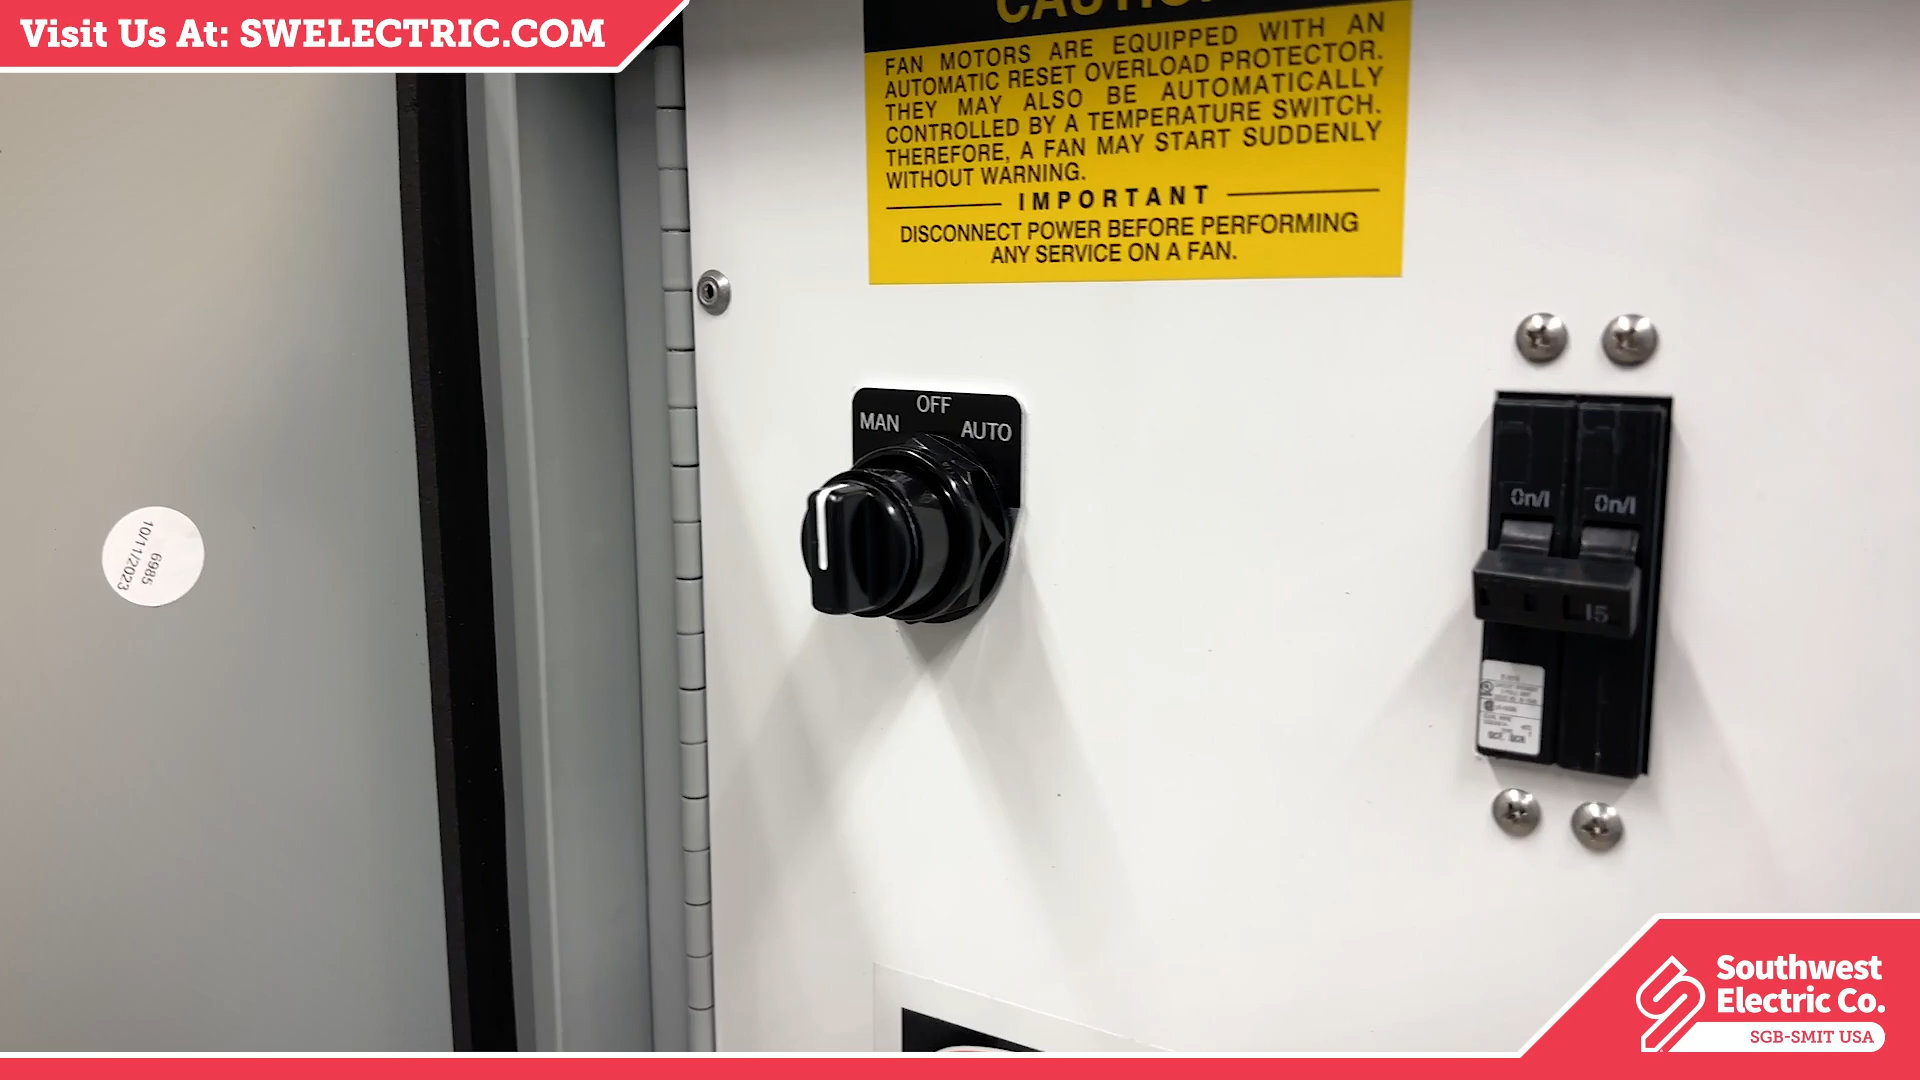 Visit Us At: SWELECTRIC.COM
CAUTION
FAN MOTORS ARE EQUIPPED WITH AN
AUTOMATIC RESET OVERLOAD PROTECTOR.
THEY MAY ALSO BE AUTOMATICALLY
CONTROLLED BY A TEMPERATURE SWITCH.
THEREFORE, A FAN MAY START SUDDENLY
WITHOUT WARNING.
IMPORTANT
DISCONNECT POWER BEFORE PERFORMING
ANY SERVICE ON A FAN.
OFF
MAN
AUTO
On/I
On/I
15
6985
10/11/2023
Southwest
Electric Co.
SGB-SMIT USA